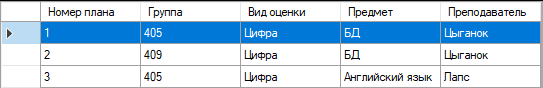 Номер плана Группа Вид оценки Предмет Преподаватель
1 405 Цифра БД Цыганок
2 409 Цифра БД Цыганок
3 405 Цифра Английский язык Лапс